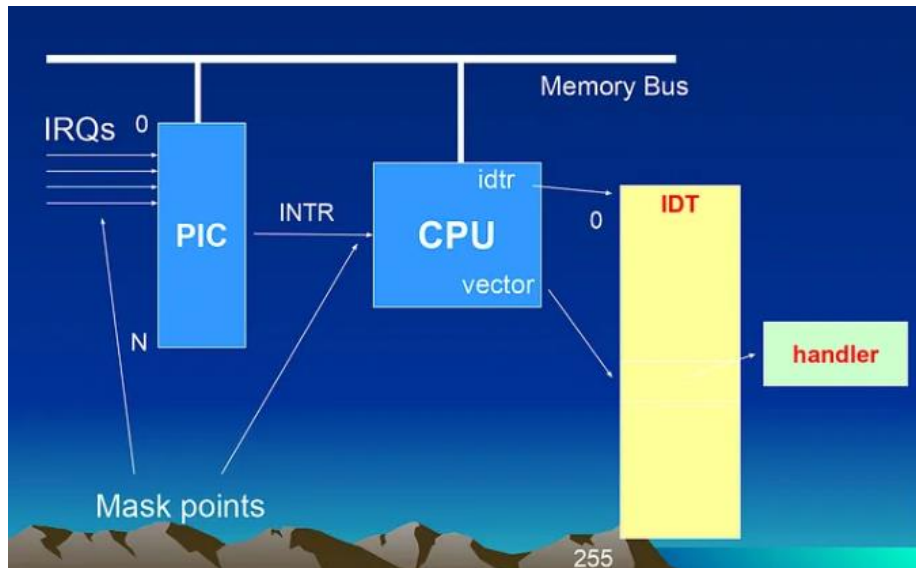 Memory Bus
IRQs
0
PIC
N
INTR
idtr
CPU
vector
0
IDT
handler
255
Mask points